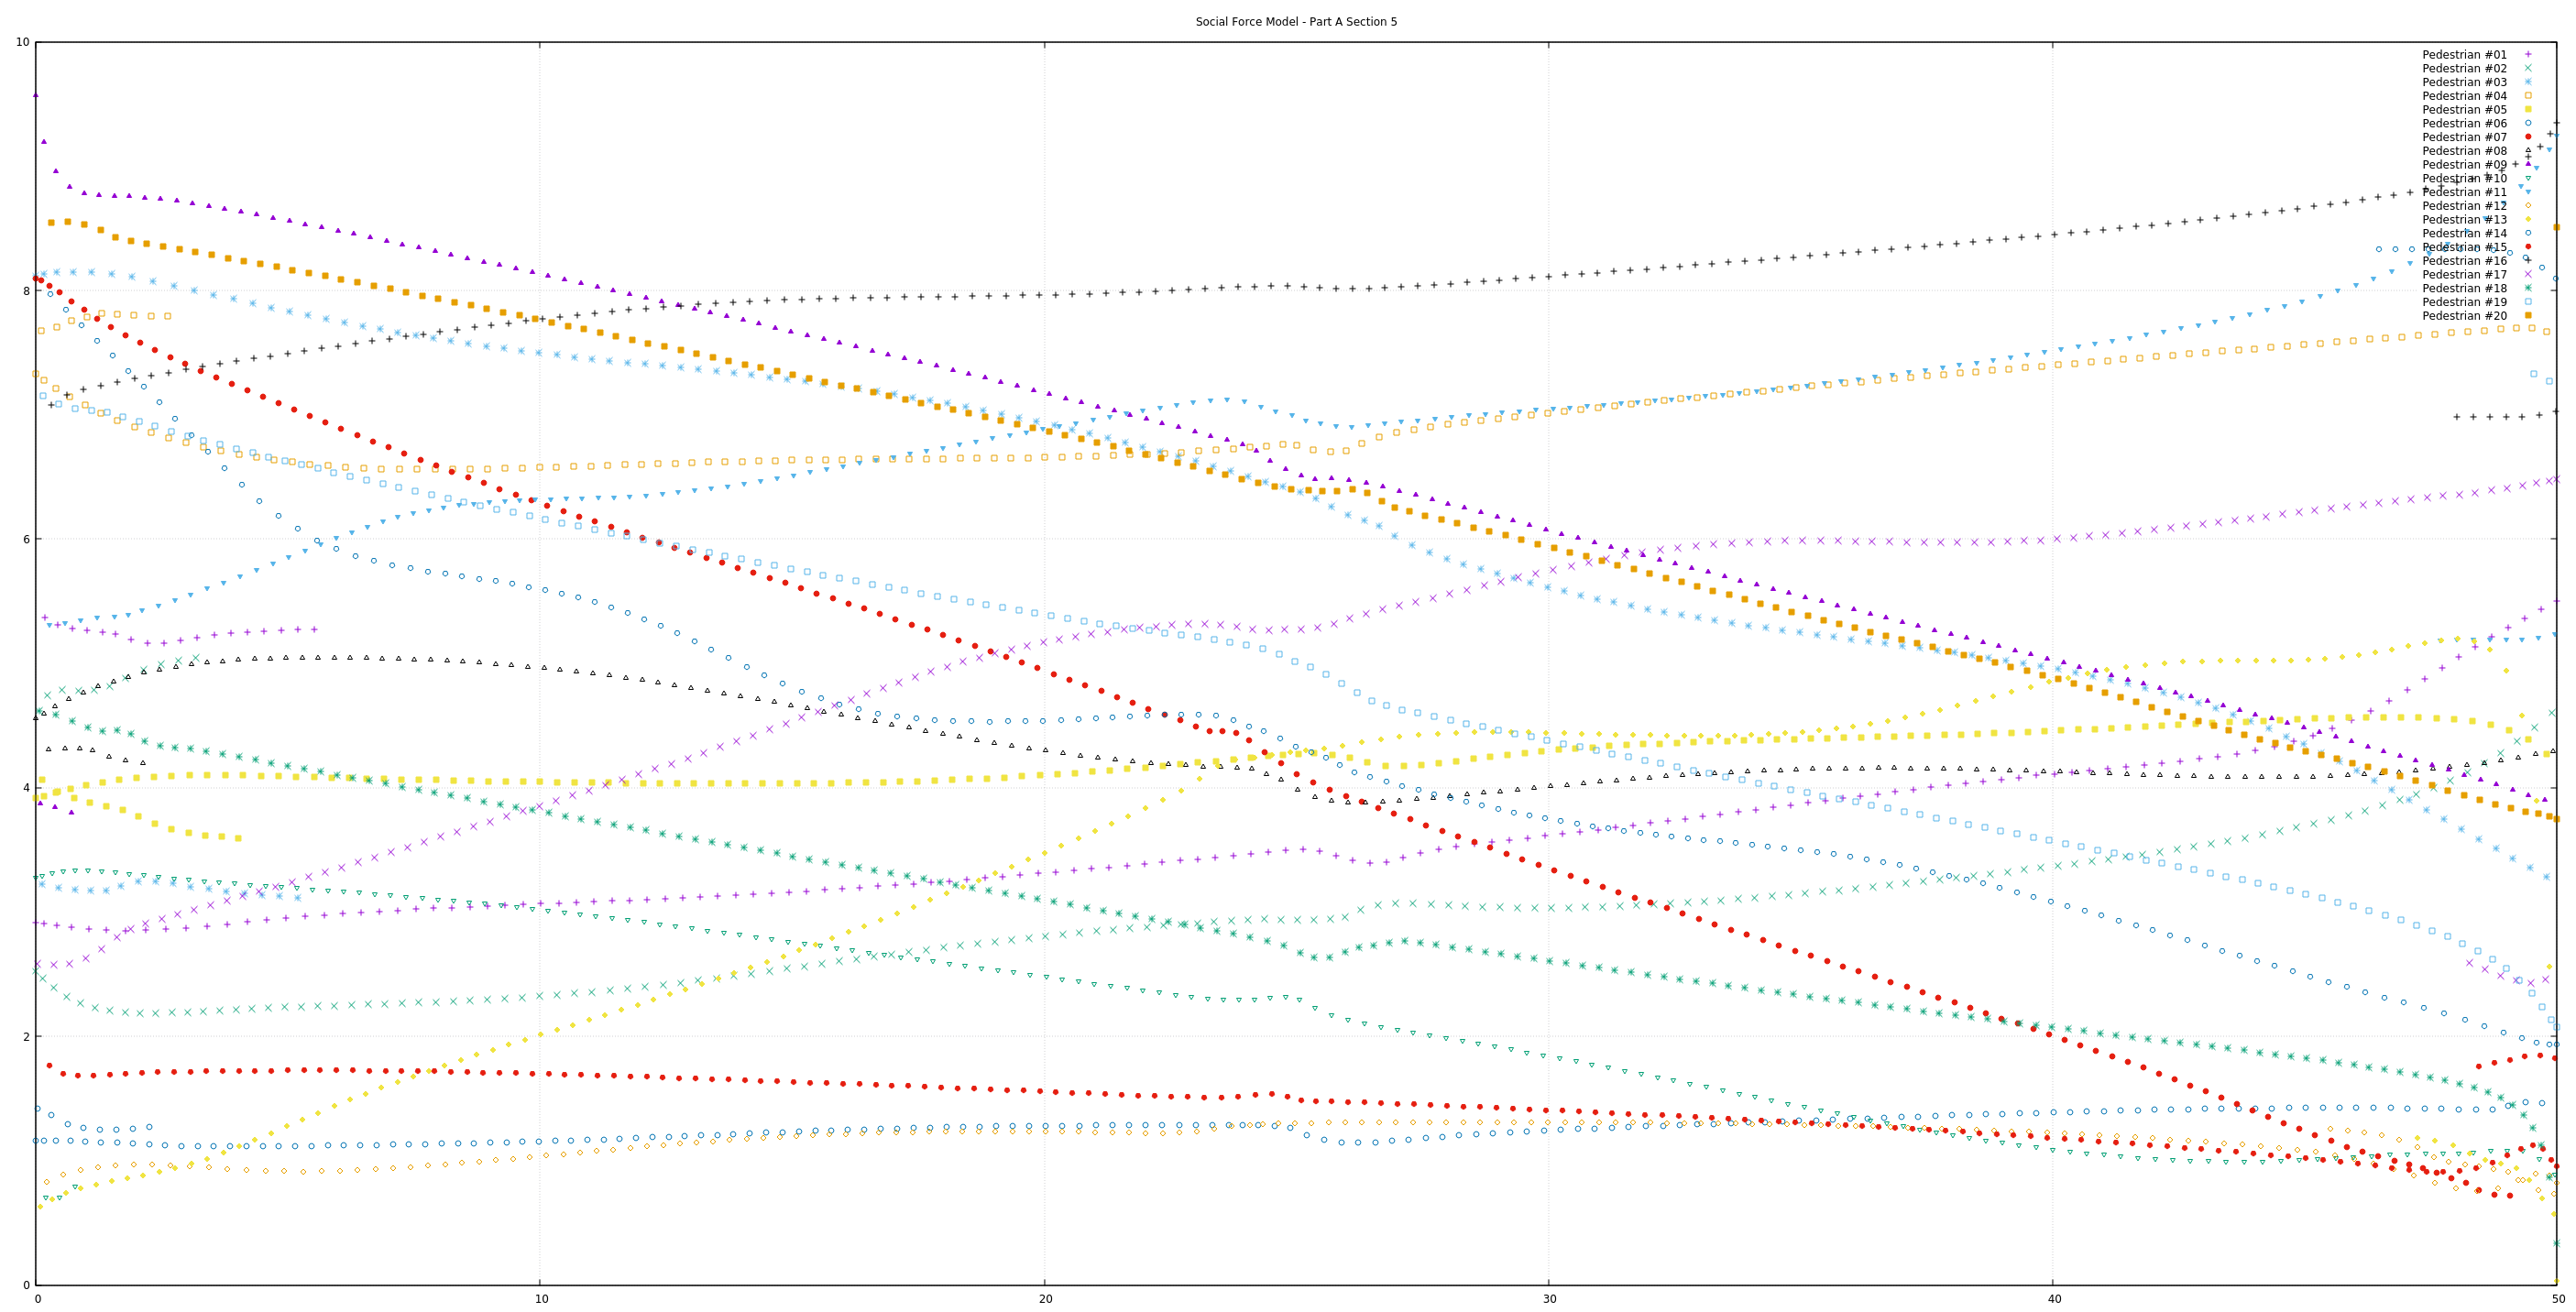 Social Force Model - Part A Section 5
10
8
6
4
2
0
0
10
20
30
40
50
Pedestrian #01
Pedestrian #02
Pedestrian #03
Pedestrian #04
Pedestrian #05
Pedestrian #06
Pedestrian #07
Pedestrian #08
Pedestrian #09
Pedestrian #10
Pedestrian #11
Pedestrian #12
Pedestrian #13
Pedestrian #14
Pedestrian #15
Pedestrian #16
Pedestrian #17
Pedestrian #18
Pedestrian #19
Pedestrian #20